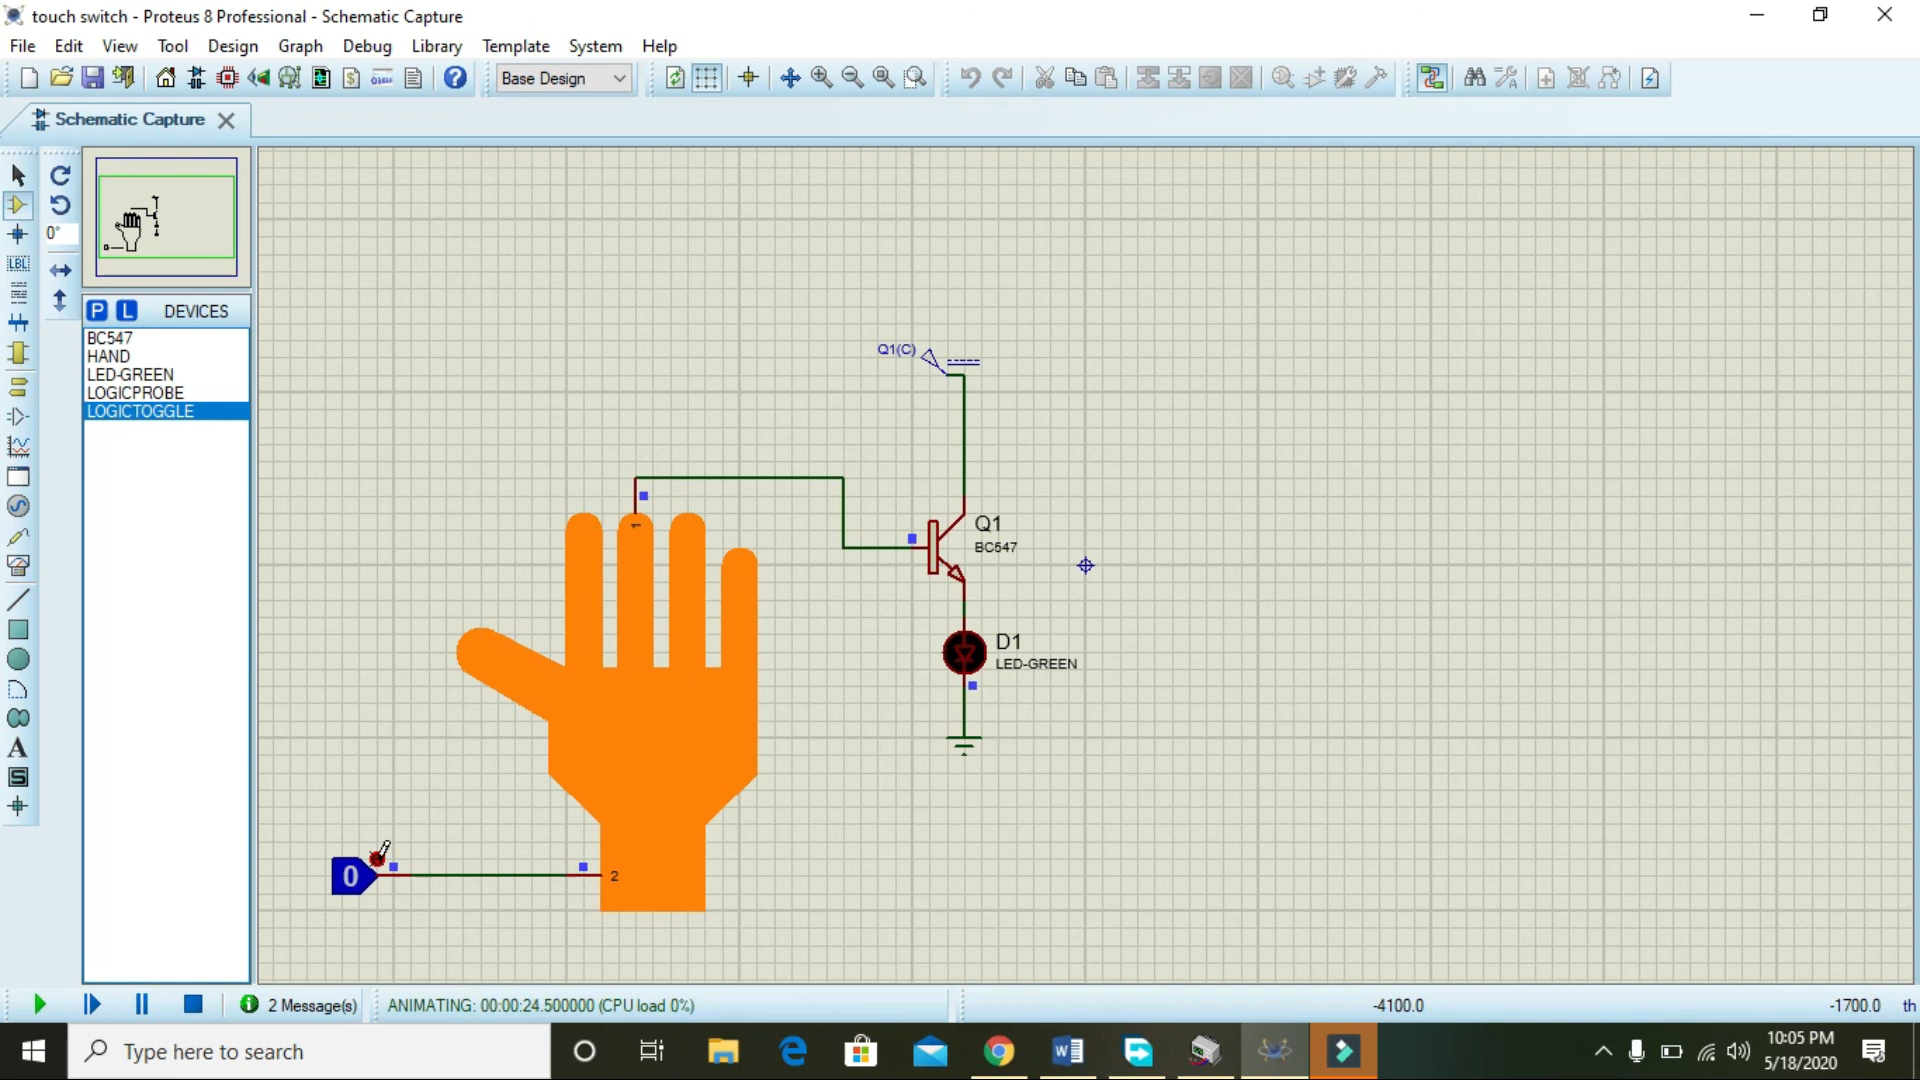 touch switch - Proteus 8 Professional - Schematic Capture
File Edit View Tool Design Graph Debug Library Template System Help
Base Design
Schematic Capture
LBL
0°
P L DEVICES
BC547
HAND
LED-GREEN
LOGICPROBE
LOGICTOGGLE
A
S
Q1(C)
1
Q1
BC547
D1
LED-GREEN
0
2
2 Message(s)
ANIMATING: 00:00:24.500000 (CPU load 0%)
-4100.0
-1700.0
th
Type here to search
10:05 PM
5/18/2020